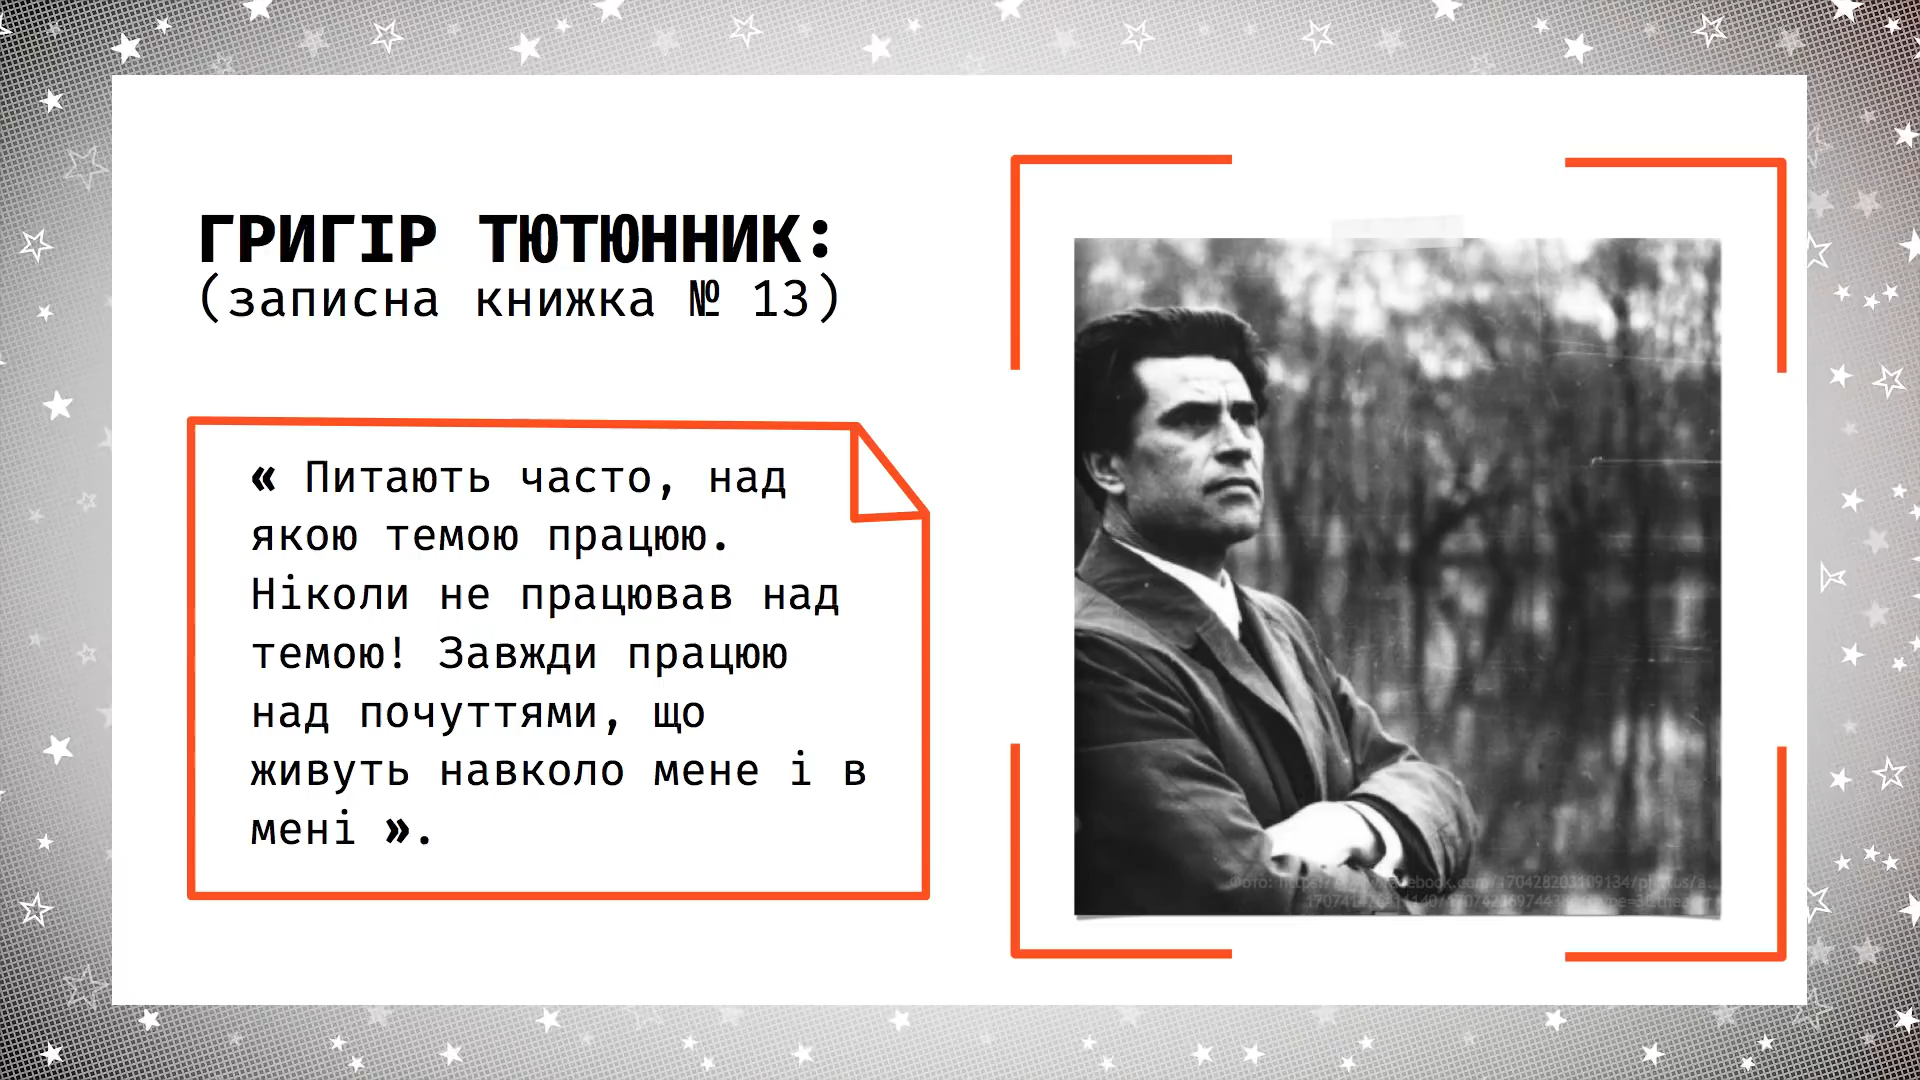 ГРИГІР ТЮТЮННИК:
(записна книжка № 13)
« Питають часто, над
якою темою працюю.
Ніколи не працював над
темою! Завжди працюю
над почуттями, що
живуть навколо мене і в
мені ».
Фото: